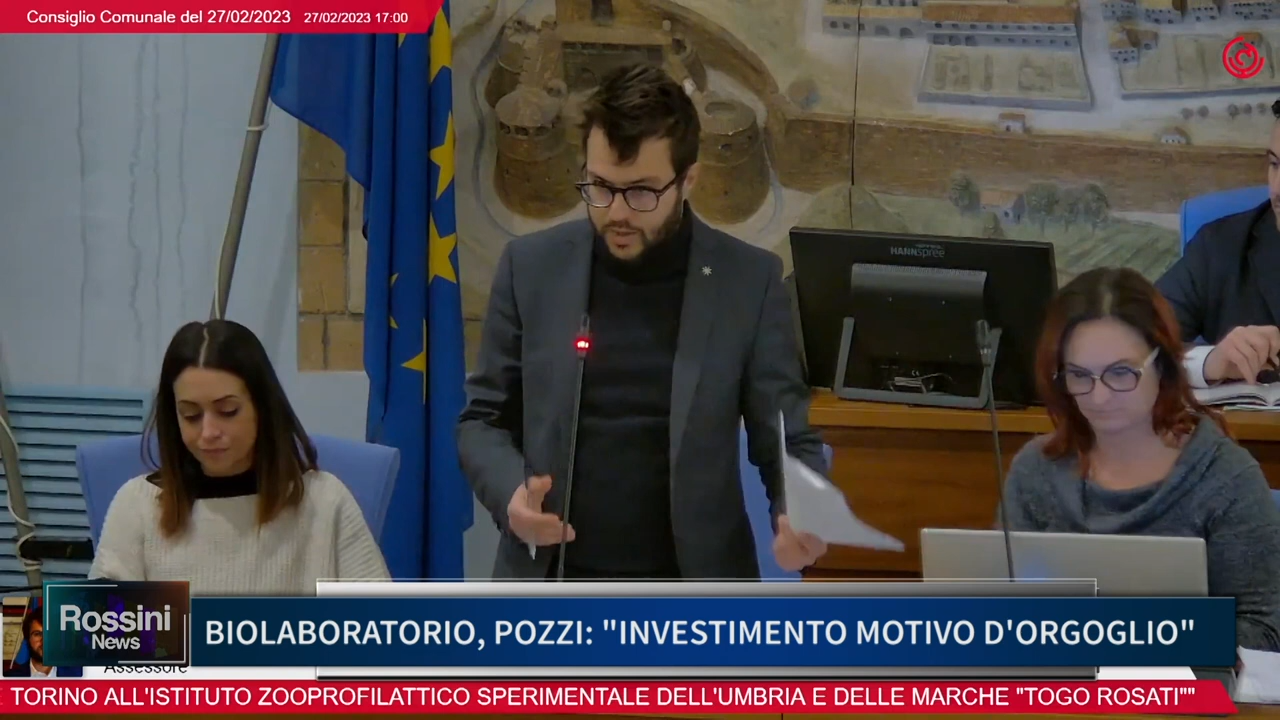 Consiglio Comunale del 27/02/2023 27/02/2023 17:00
HANNspree
Rossini
News
BIOLABORATORIO, POZZI: "INVESTIMENTO MOTIVO D'ORGOGLIO"
Assessore
TORINO ALL'ISTITUTO ZOOPROFILATTICO SPERIMENTALE DELL'UMBRIA E DELLE MARCHE "TOGO ROSATI""